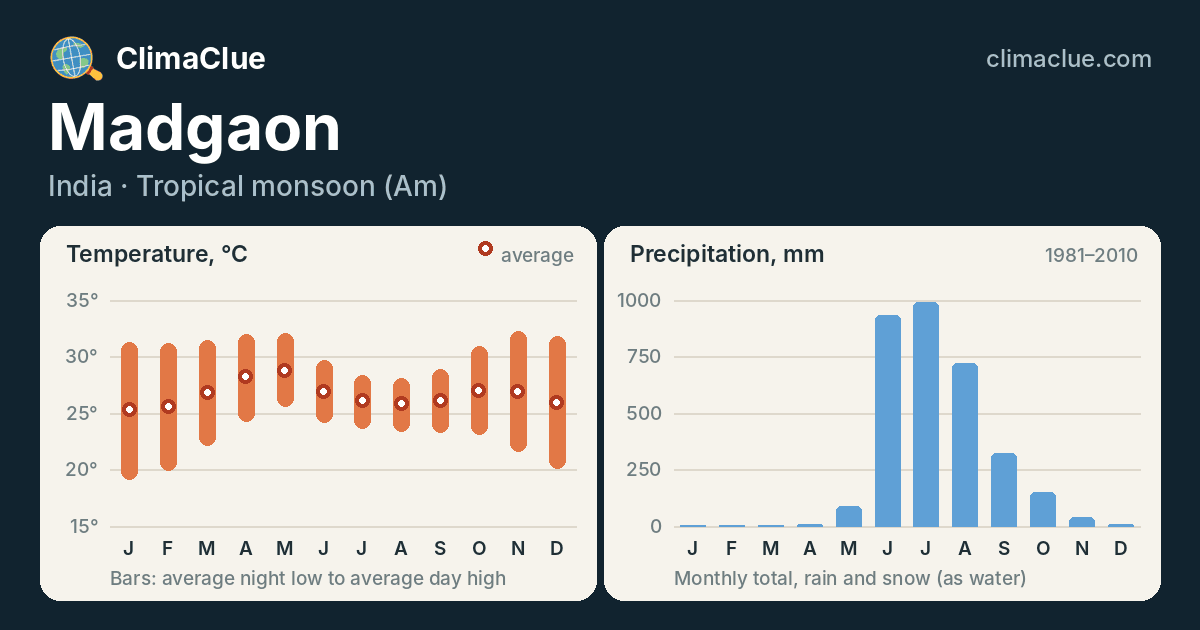 ClimaClue
climaclue.com
Madgaon
India · Tropical monsoon (Am)
Temperature, °C
average
35°
30°
25°
20°
15°
J F M A M J J A S O N D
Bars: average night low to average day high
Precipitation, mm
1981–2010
1000
750
500
250
0
J F M A M J J A S O N D
Monthly total, rain and snow (as water)